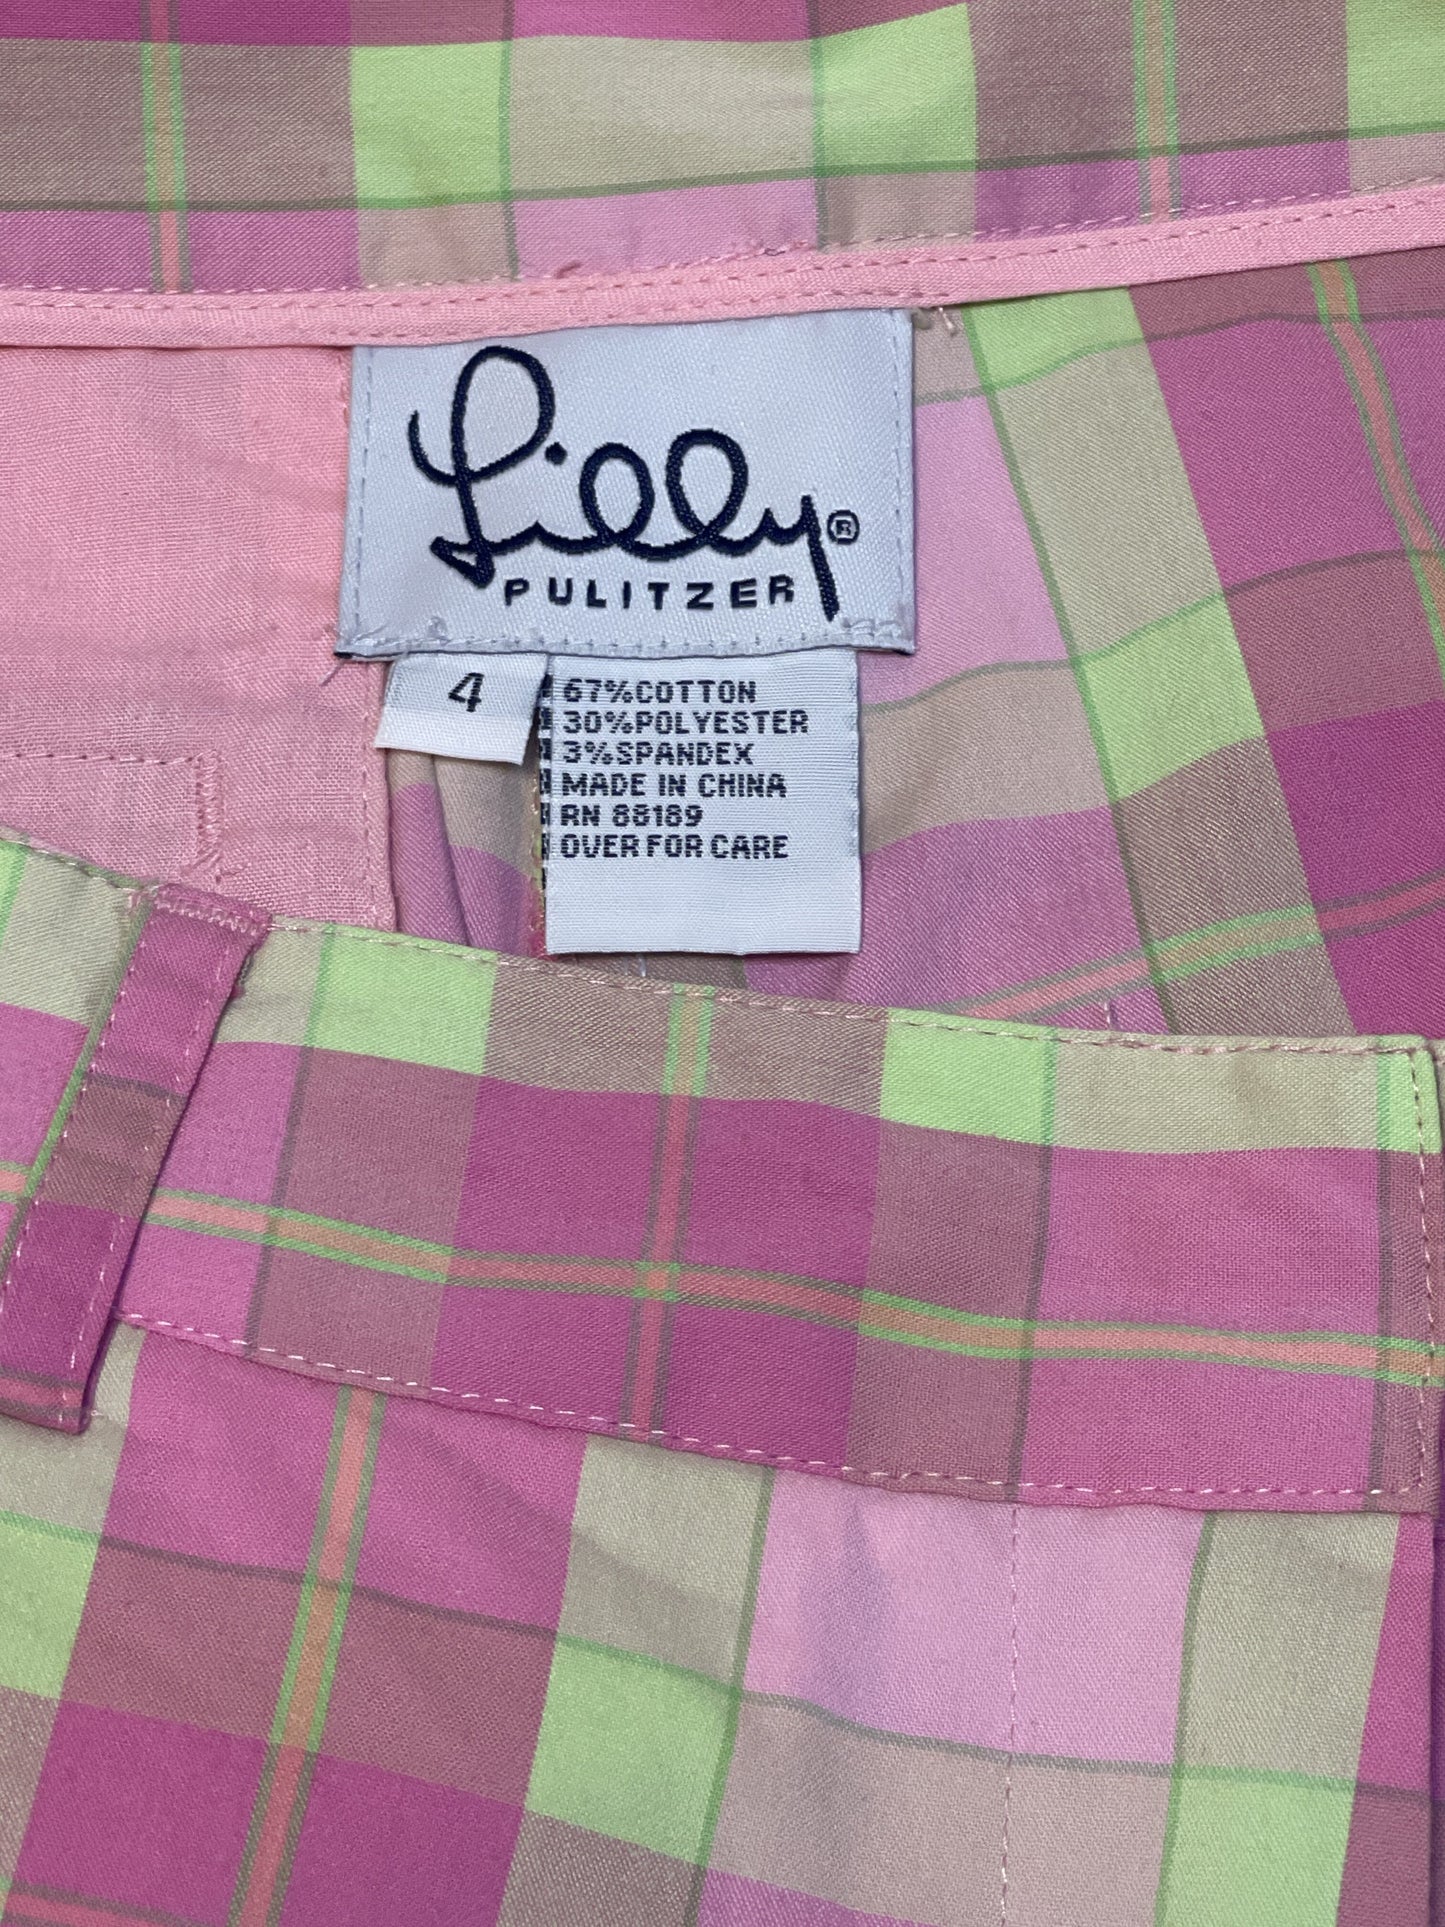 Lilly®
PULITZER
4
67%COTTON
30%POLYESTER
3%SPANDEX
MADE IN CHINA
RN 88189
OVER FOR CARE